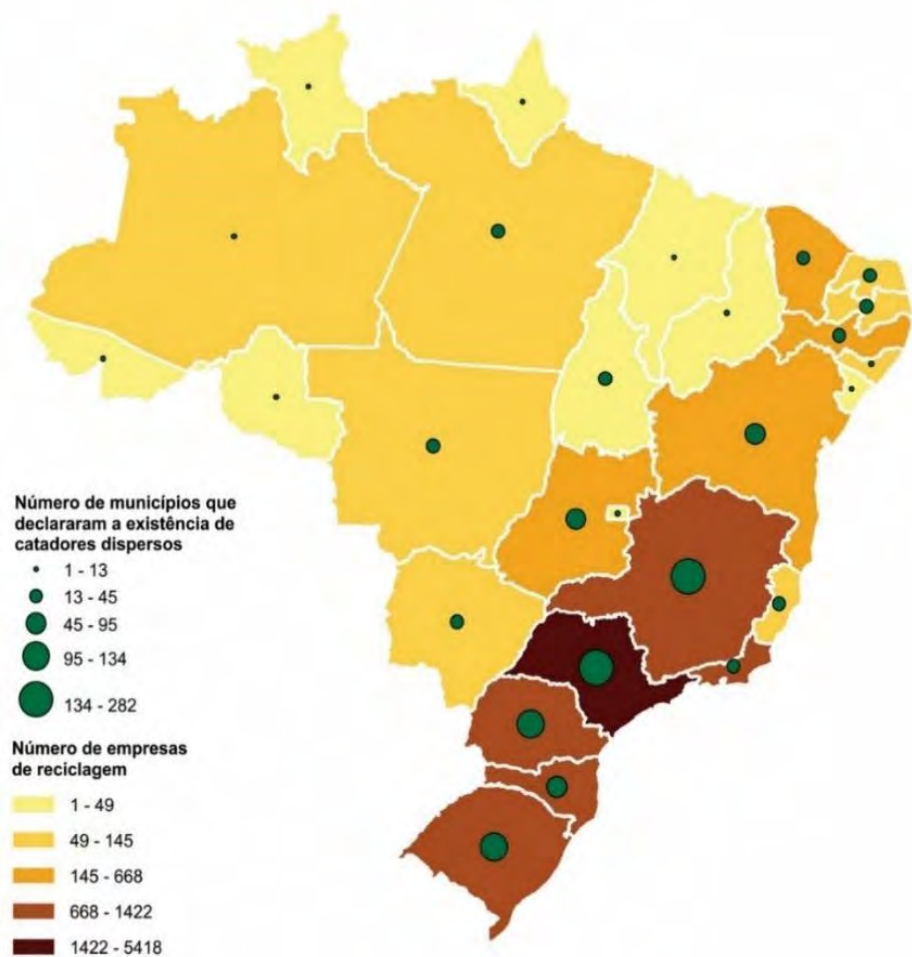 Número de municípios que
declararam a existência de
catadores dispersos
1 - 13
13 - 45
45 - 95
95 - 134
134 - 282
Número de empresas
de reciclagem
1 - 49
49 - 145
145 - 668
668 - 1422
1422 - 5418